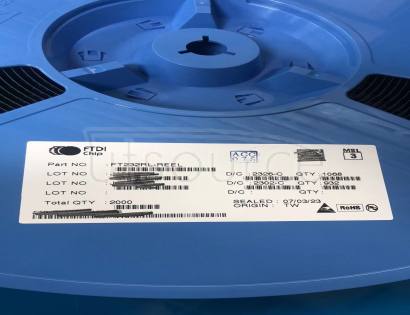 FTDI
Chip
MSL
3
Part NO : FT232RL-REEL
LOT NO : D/C : 2326-C QTY : 1068
LOT NO : D/C : 2302-C QTY : 932
LOT NO : D/C : QTY :
Total QTY : 2000 SEALED : 07/03/23
ORIGIN : TW
RoHS